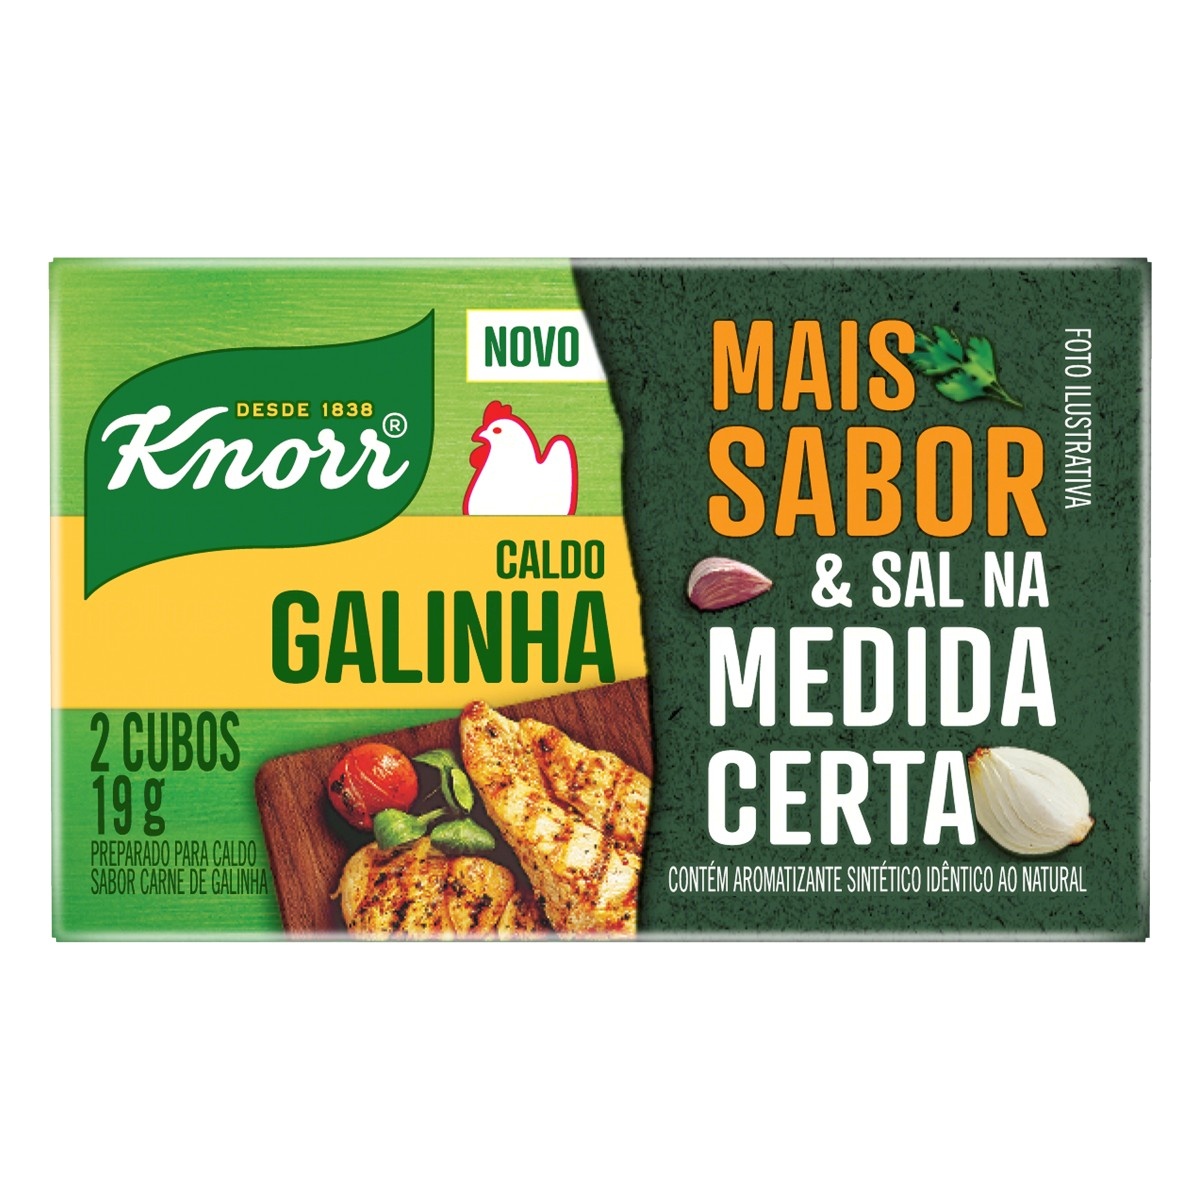 DESDE 1838
Knorr®
NOVO
CALDO
GALINHA
2 CUBOS
19 g
PREPARADO PARA CALDO
SABOR CARNE DE GALINHA
MAIS
SABOR
& SAL NA
MEDIDA
CERTA
CONTÉM AROMATIZANTE SINTÉTICO IDÊNTICO AO NATURAL
FOTO ILUSTRATIVA